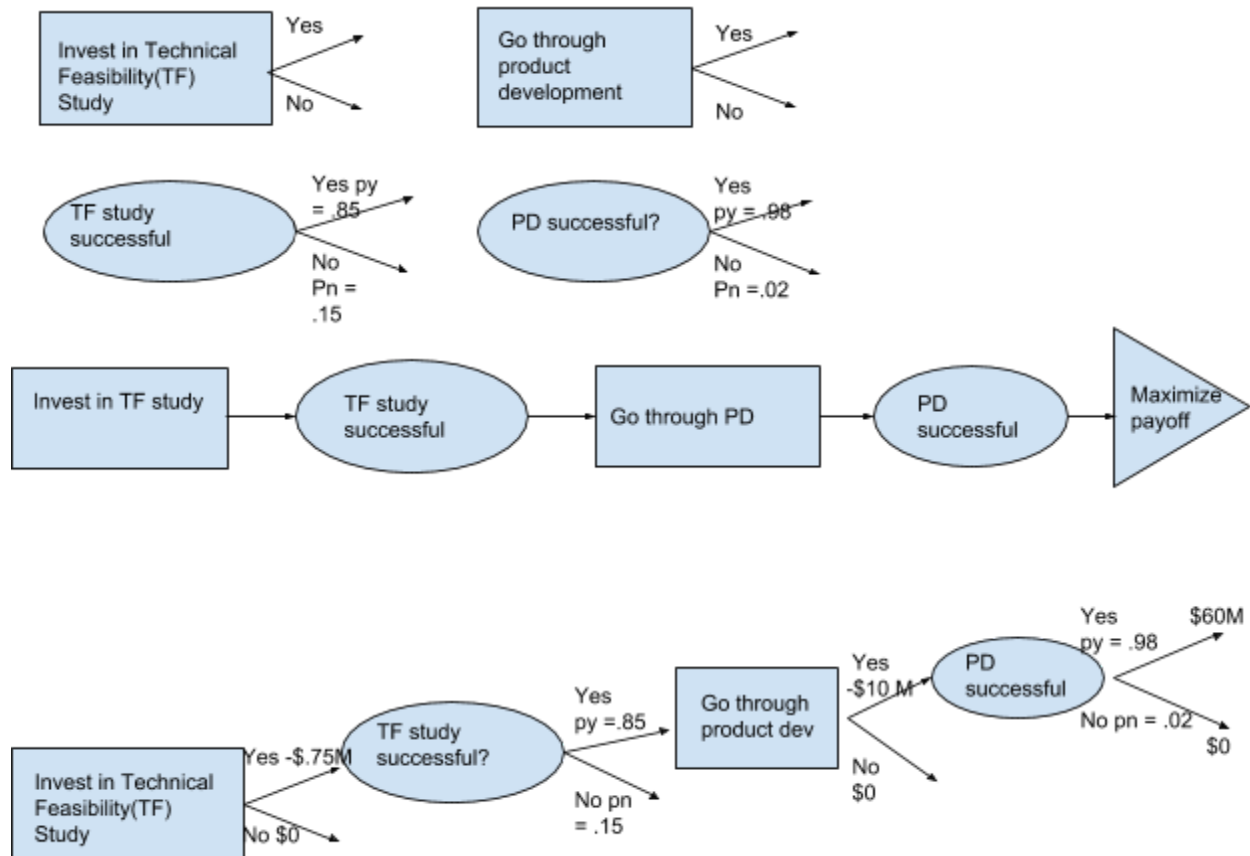 Invest in Technical
Feasibility(TF)
Study
Yes
No
Go through
product
development
Yes
No
TF study
successful
Yes py
= .85
No
Pn =
.15
PD successful?
Yes
py = .98
No
Pn =.02
Invest in TF study
TF study
successful
Go through PD
PD
successful
Maximize
payoff
Invest in Technical
Feasibility(TF)
Study
Yes -$.75M
No $0
TF study
successful?
Yes
py =.85
No pn
= .15
Go through
product dev
Yes
-$10 M
No
$0
PD
successful
Yes
py = .98
$60M
No pn = .02
$0